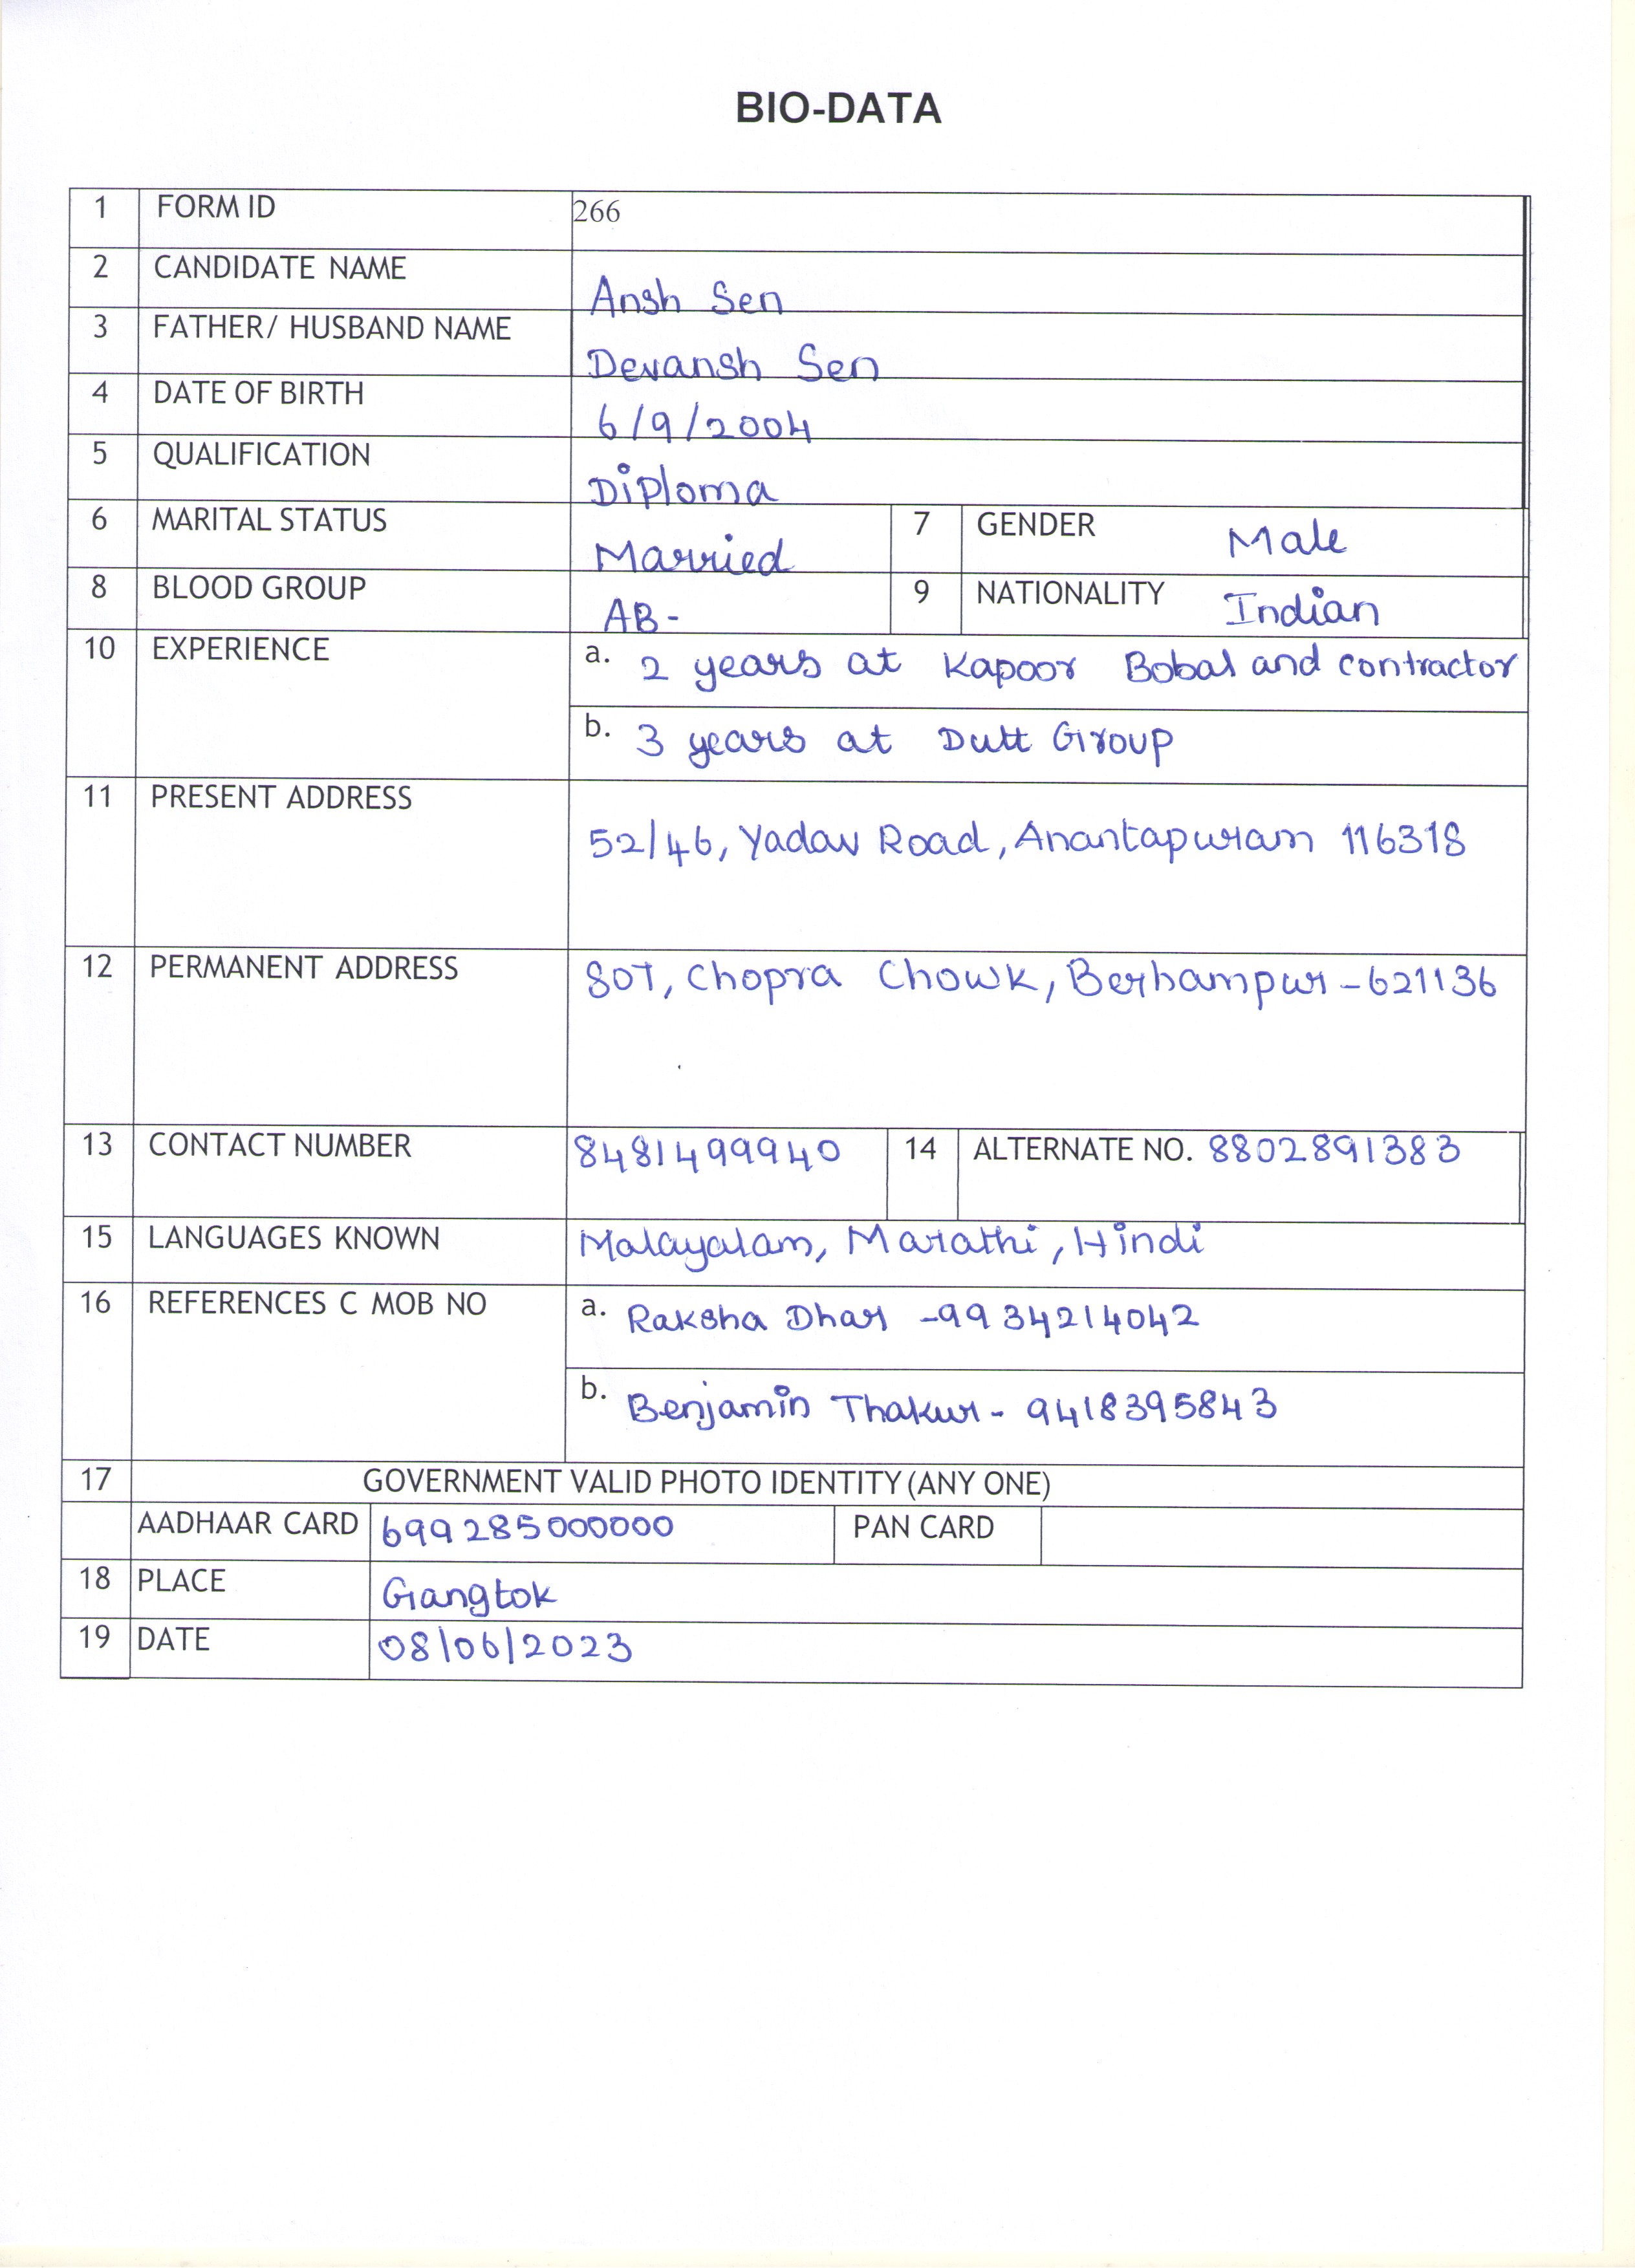 BIO-DATA
1 FORM ID 266
2 CANDIDATE NAME Ansh Sen
3 FATHER/ HUSBAND NAME Devansh Sen
4 DATE OF BIRTH 6/9/2004
5 QUALIFICATION Diploma
6 MARITAL STATUS Married 7 GENDER Male
8 BLOOD GROUP AB- 9 NATIONALITY Indian
10 EXPERIENCE a. 2 years at Kapoor Bobal and contractor
b. 3 years at Dutt Group
11 PRESENT ADDRESS 52/46, Yadav Road, Anantapuram 116318
12 PERMANENT ADDRESS 807, Chopra Chowk, Berhampur-621136
13 CONTACT NUMBER 8481499940 14 ALTERNATE NO. 8802891383
15 LANGUAGES KNOWN Malayalam, Marathi, Hindi
16 REFERENCES C MOB NO a. Raksha Dhar -9934214042
b. Benjamin Thakur- 9418395843
17 GOVERNMENT VALID PHOTO IDENTITY (ANY ONE)
AADHAAR CARD 699285000000 PAN CARD
18 PLACE Gangtok
19 DATE 08/06/2023